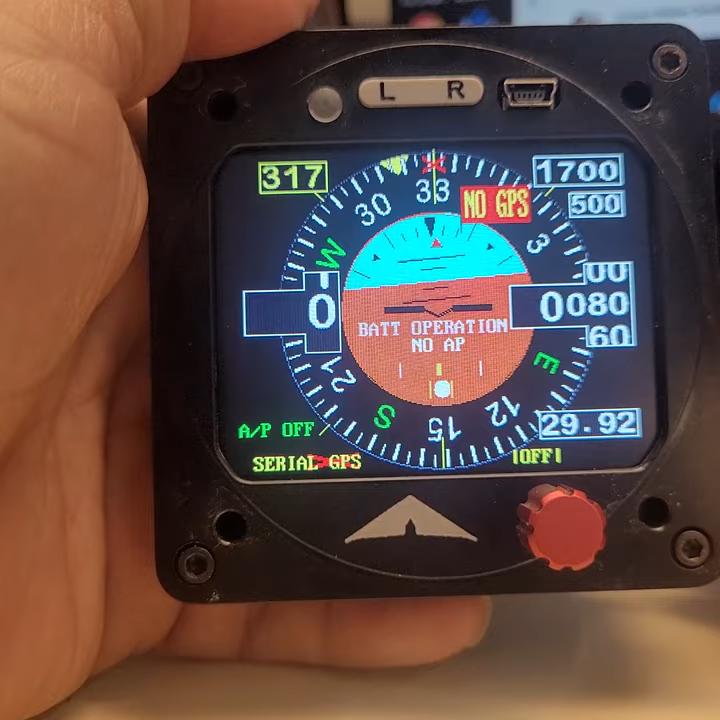 L R
317
1700
500
33
30
NO GPS
3
W
00
0
0080
60
BATT OPERATION
NO AP
E
21
S
15
12
29.92
A/P OFF
SERIAL GPS
OFF